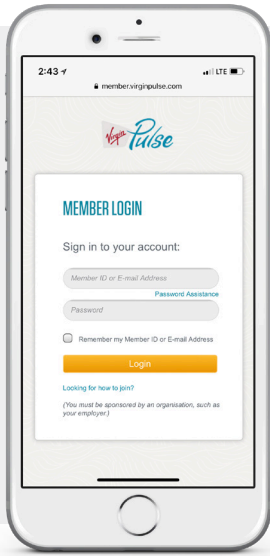 2:43
LTE
member.virginpulse.com
Virgin Pulse
MEMBER LOGIN
Sign in to your account:
Member ID or E-mail Address
Password Assistance
Password
Remember my Member ID or E-mail Address
Login
Looking for how to join?
(You must be sponsored by an organisation, such as
your employer.)